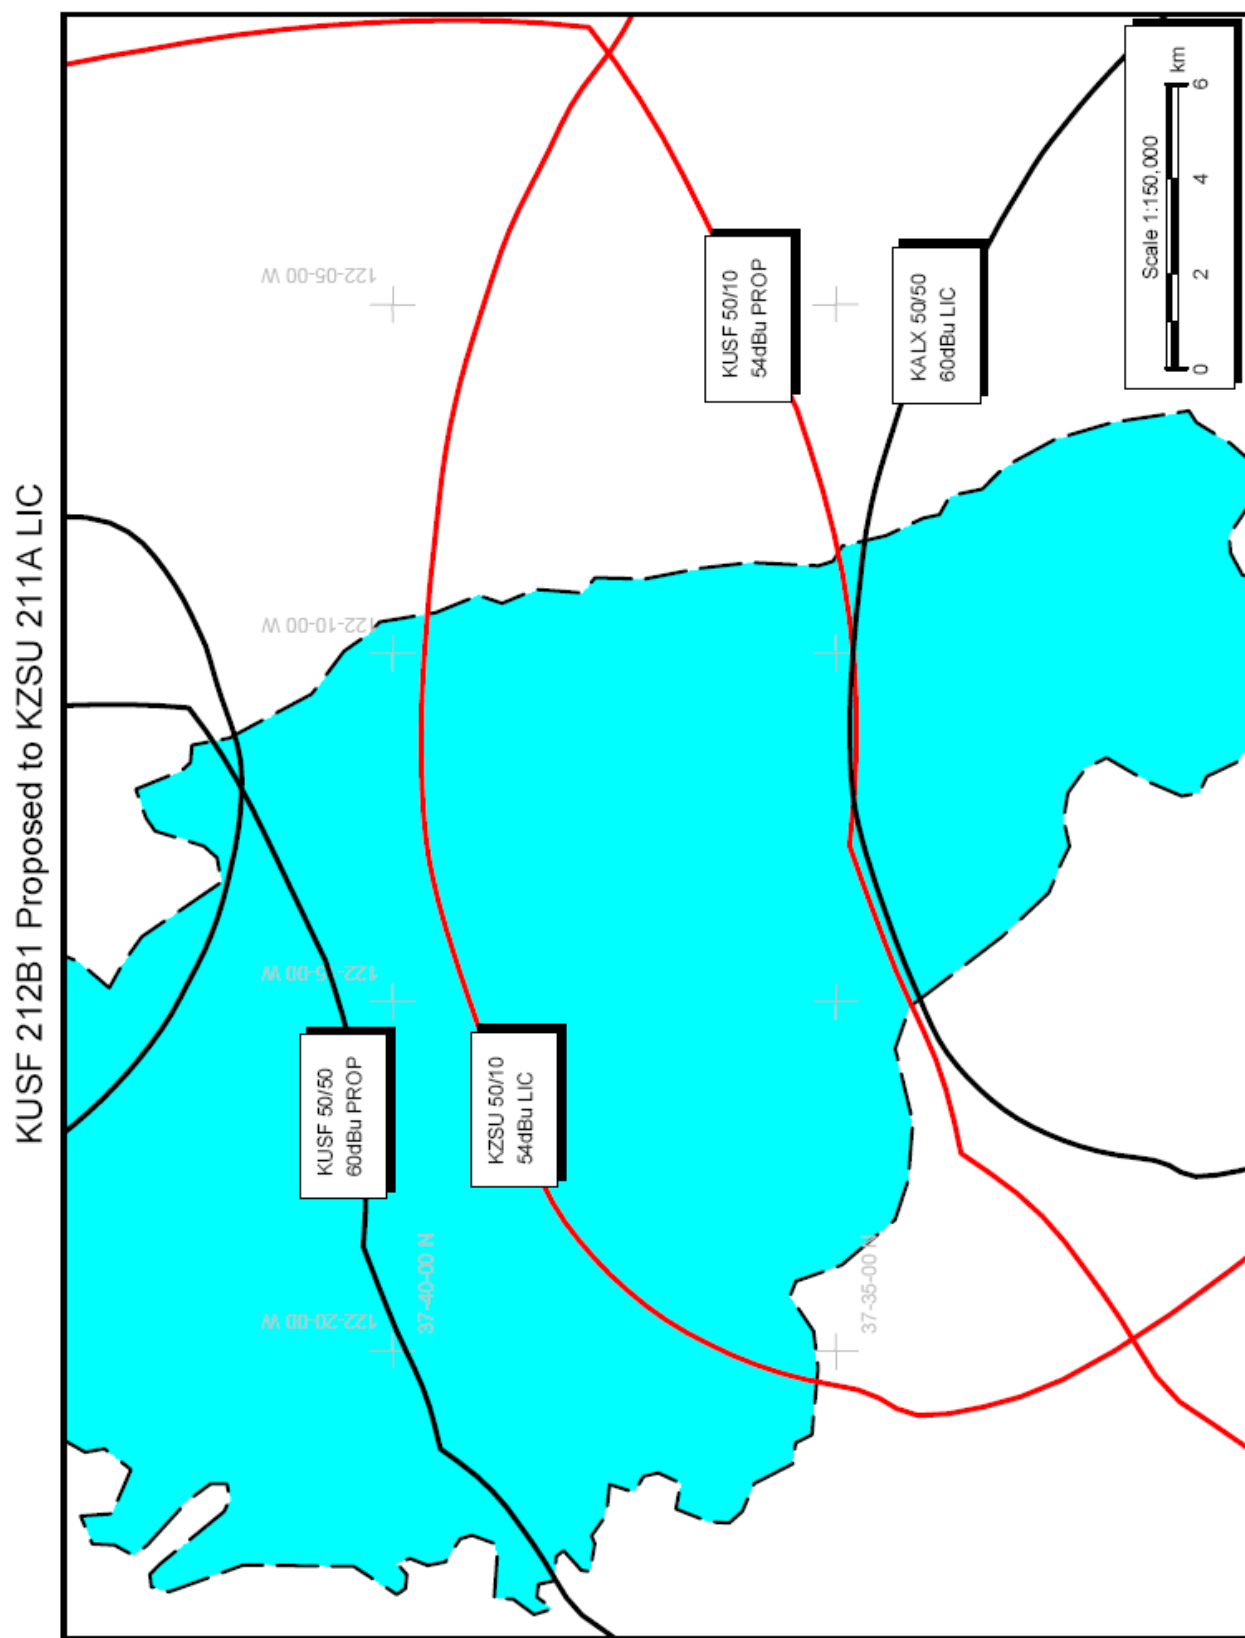 KUSF 212B1 Proposed to KZSU 211A LIC
122-20-00 W
122-15-00 W
122-10-00 W
122-05-00 W
37-40-00 N
37-35-00 N
KUSF 50/50
60dBu PROP
KZSU 50/10
54dBu LIC
KUSF 50/10
54dBu PROP
KALX 50/50
60dBu LIC
Scale 1:150,000
0 2 4 6
km